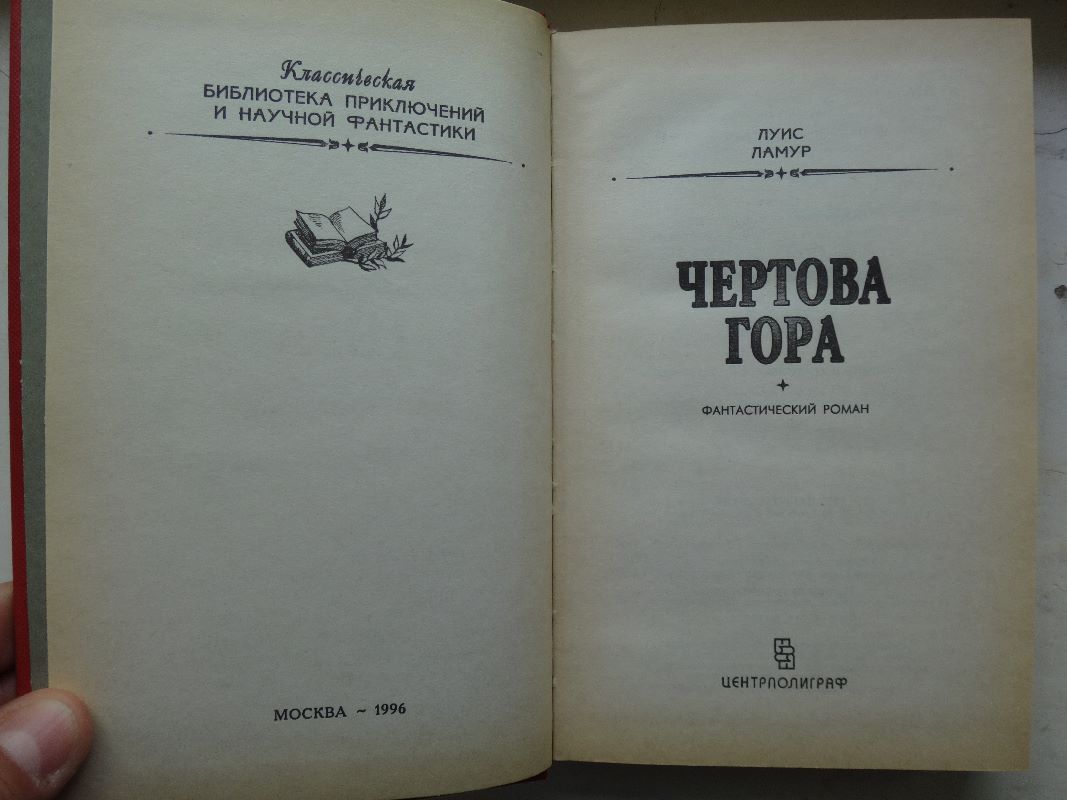 Классическая
БИБЛИОТЕКА ПРИКЛЮЧЕНИЙ
И НАУЧНОЙ ФАНТАСТИКИ
МОСКВА ~ 1996
ЛУИС
ЛАМУР
ЧЕРТОВА
ГОРА
ФАНТАСТИЧЕСКИЙ РОМАН
ЦЕНТРПОЛИГРАФ